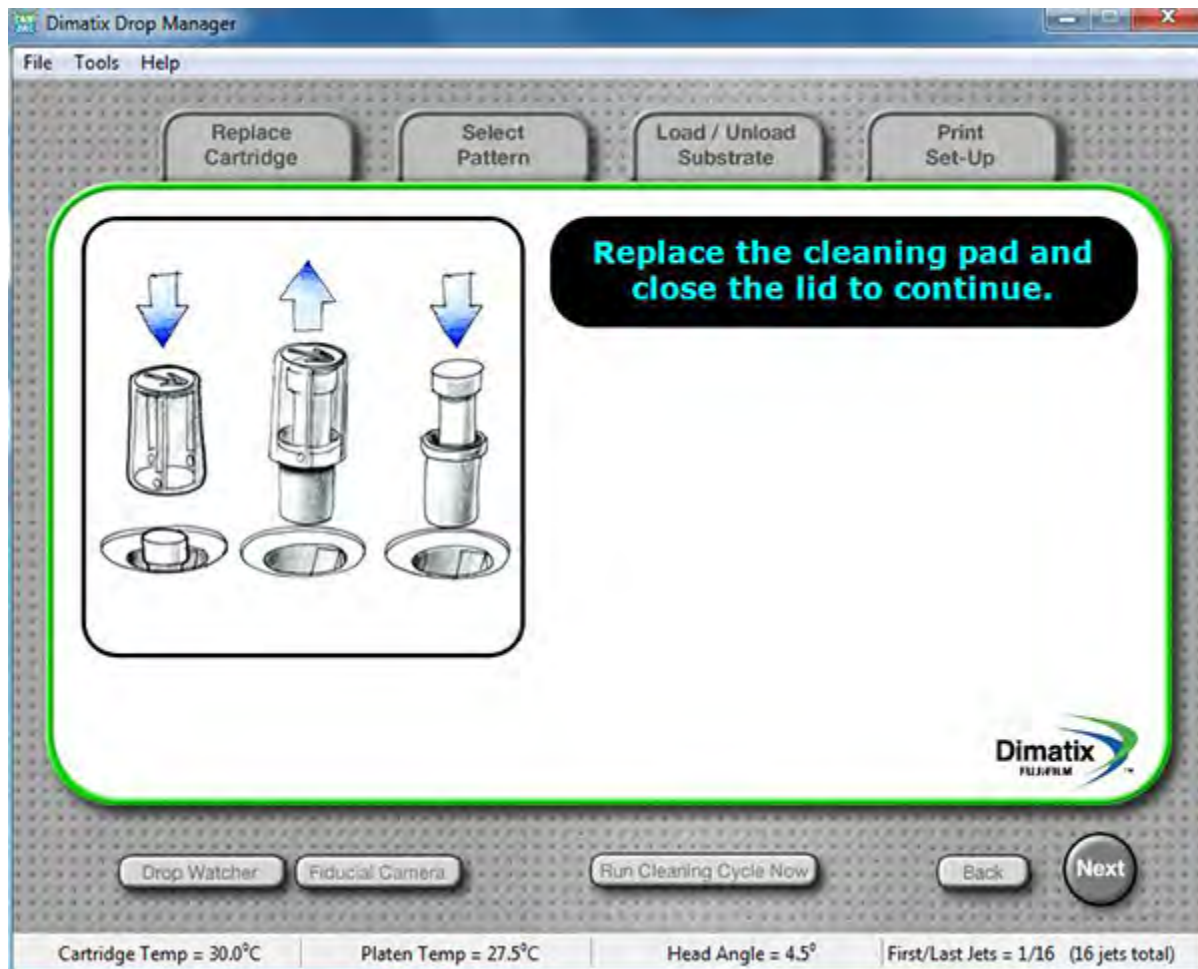 Dimatix Drop Manager
File Tools Help
Replace
Cartridge
Select
Pattern
Load / Unload
Substrate
Print
Set-Up
Replace the cleaning pad and
close the lid to continue.
Dimatix
FUJIFILM
Drop Watcher
Fiducial Camera
Run Cleaning Cycle Now
Back
Next
Cartridge Temp = 30.0°C
Platen Temp = 27.5°C
Head Angle = 4.5°
First/Last Jets = 1/16 (16 jets total)